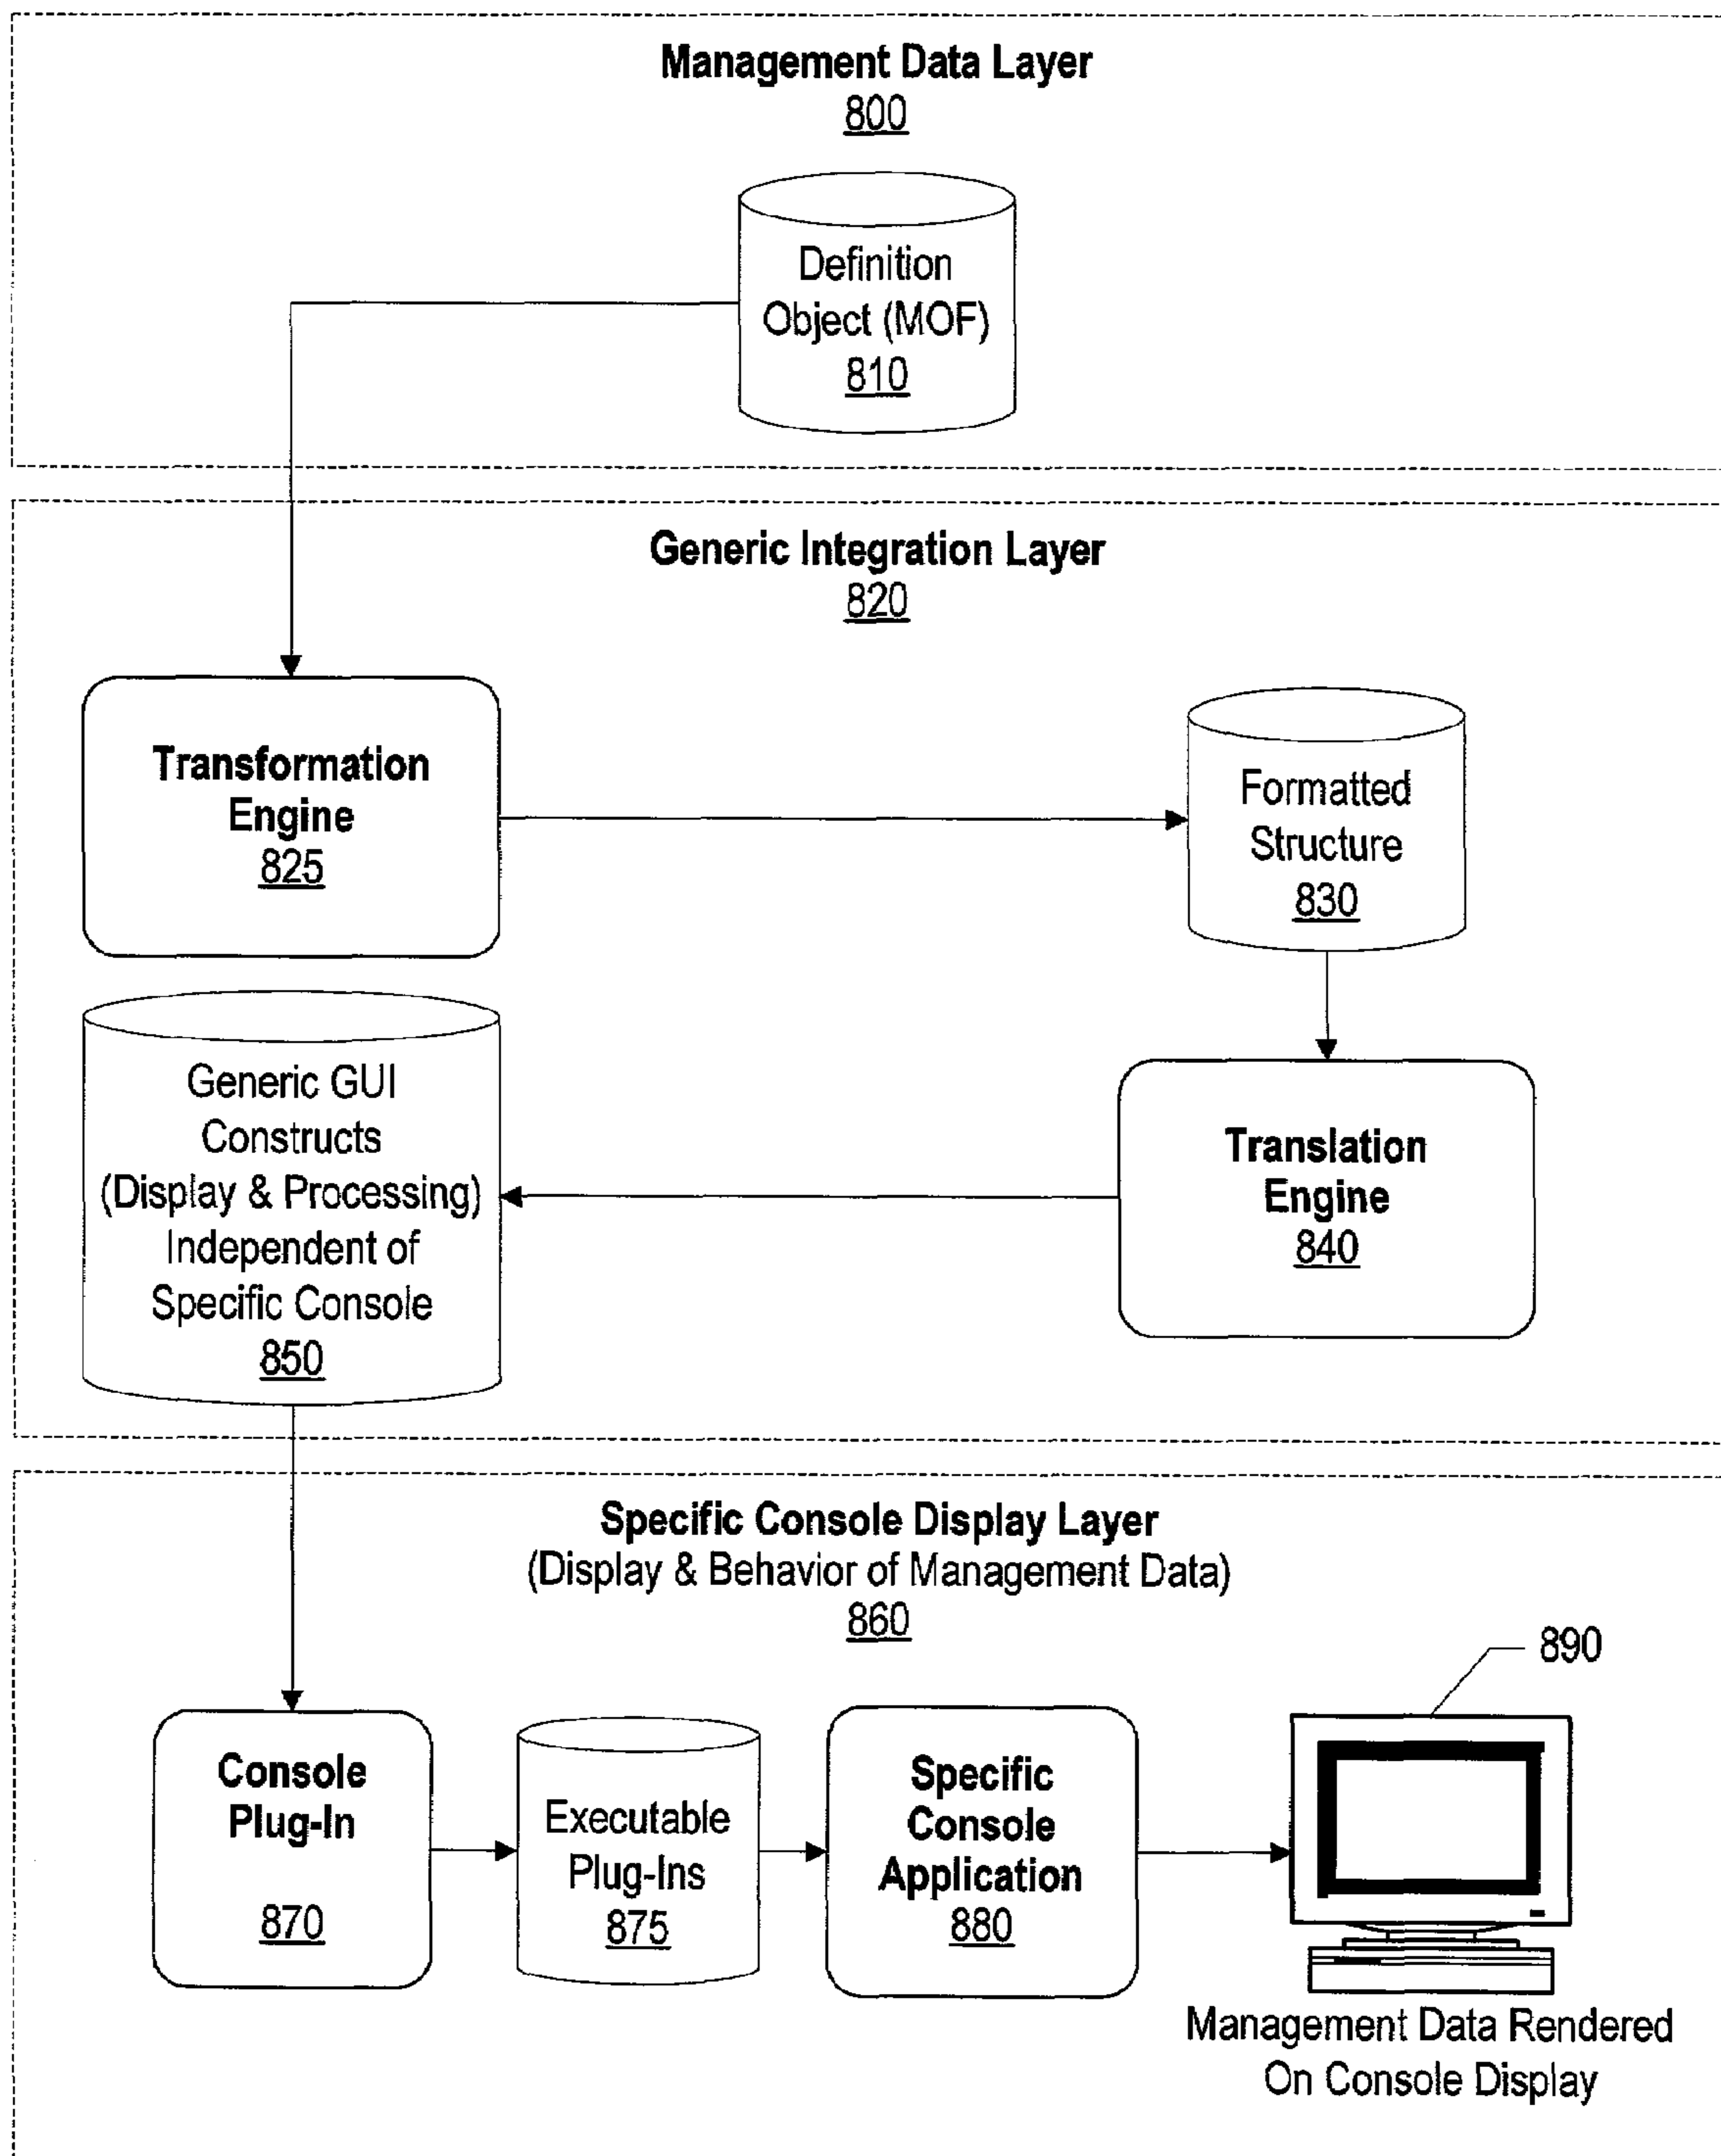 Management Data Layer
800
Definition
Object (MOF)
810
Generic Integration Layer
820
Transformation
Engine
825
Formatted
Structure
830
Generic GUI
Constructs
(Display & Processing)
Independent of
Specific Console
850
Translation
Engine
840
Specific Console Display Layer
(Display & Behavior of Management Data)
860
890
Console
Plug-In
870
Executable
Plug-Ins
875
Specific
Console
Application
880
Management Data Rendered
On Console Display